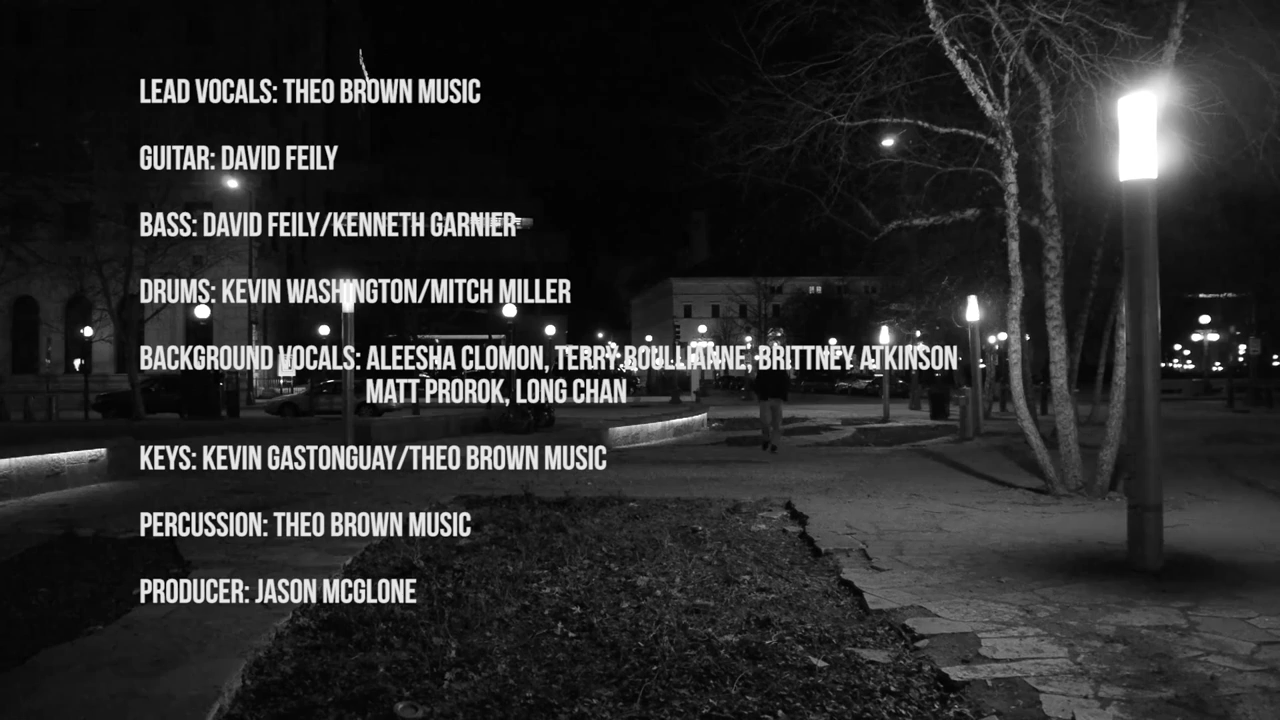 LEAD VOCALS: THEO BROWN MUSIC
GUITAR: DAVID FEILY
BASS: DAVID FEILY/KENNETH GARNIER
DRUMS: KEVIN WASHINGTON/MITCH MILLER
BACKGROUND VOCALS: ALEESHA CLOMON, TERRY ROULLIANNE, BRITTNEY ATKINSON
MATT PROROK, LONG CHAN
KEYS: KEVIN GASTONGUAY/THEO BROWN MUSIC
PERCUSSION: THEO BROWN MUSIC
PRODUCER: JASON MCGLONE